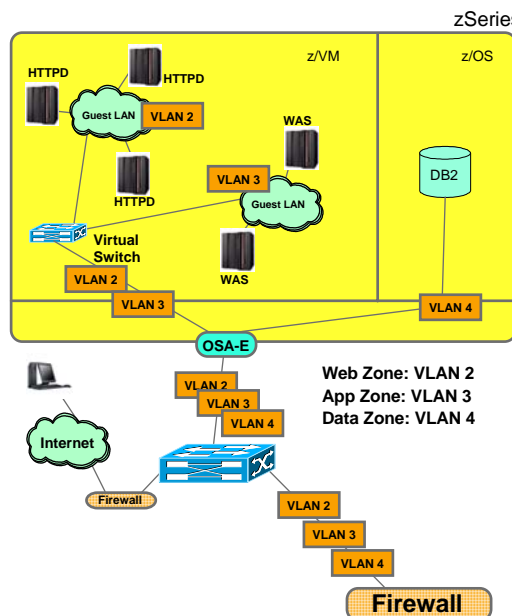 zSeries
z/VM
z/OS
HTTPD
HTTPD
Guest LAN
VLAN 2
HTTPD
WAS
VLAN 3
Guest LAN
WAS
DB2
Virtual
Switch
VLAN 2
VLAN 3
VLAN 4
OSA-E
VLAN 2
VLAN 3
VLAN 4
Web Zone: VLAN 2
App Zone: VLAN 3
Data Zone: VLAN 4
Internet
Firewall
VLAN 2
VLAN 3
VLAN 4
Firewall